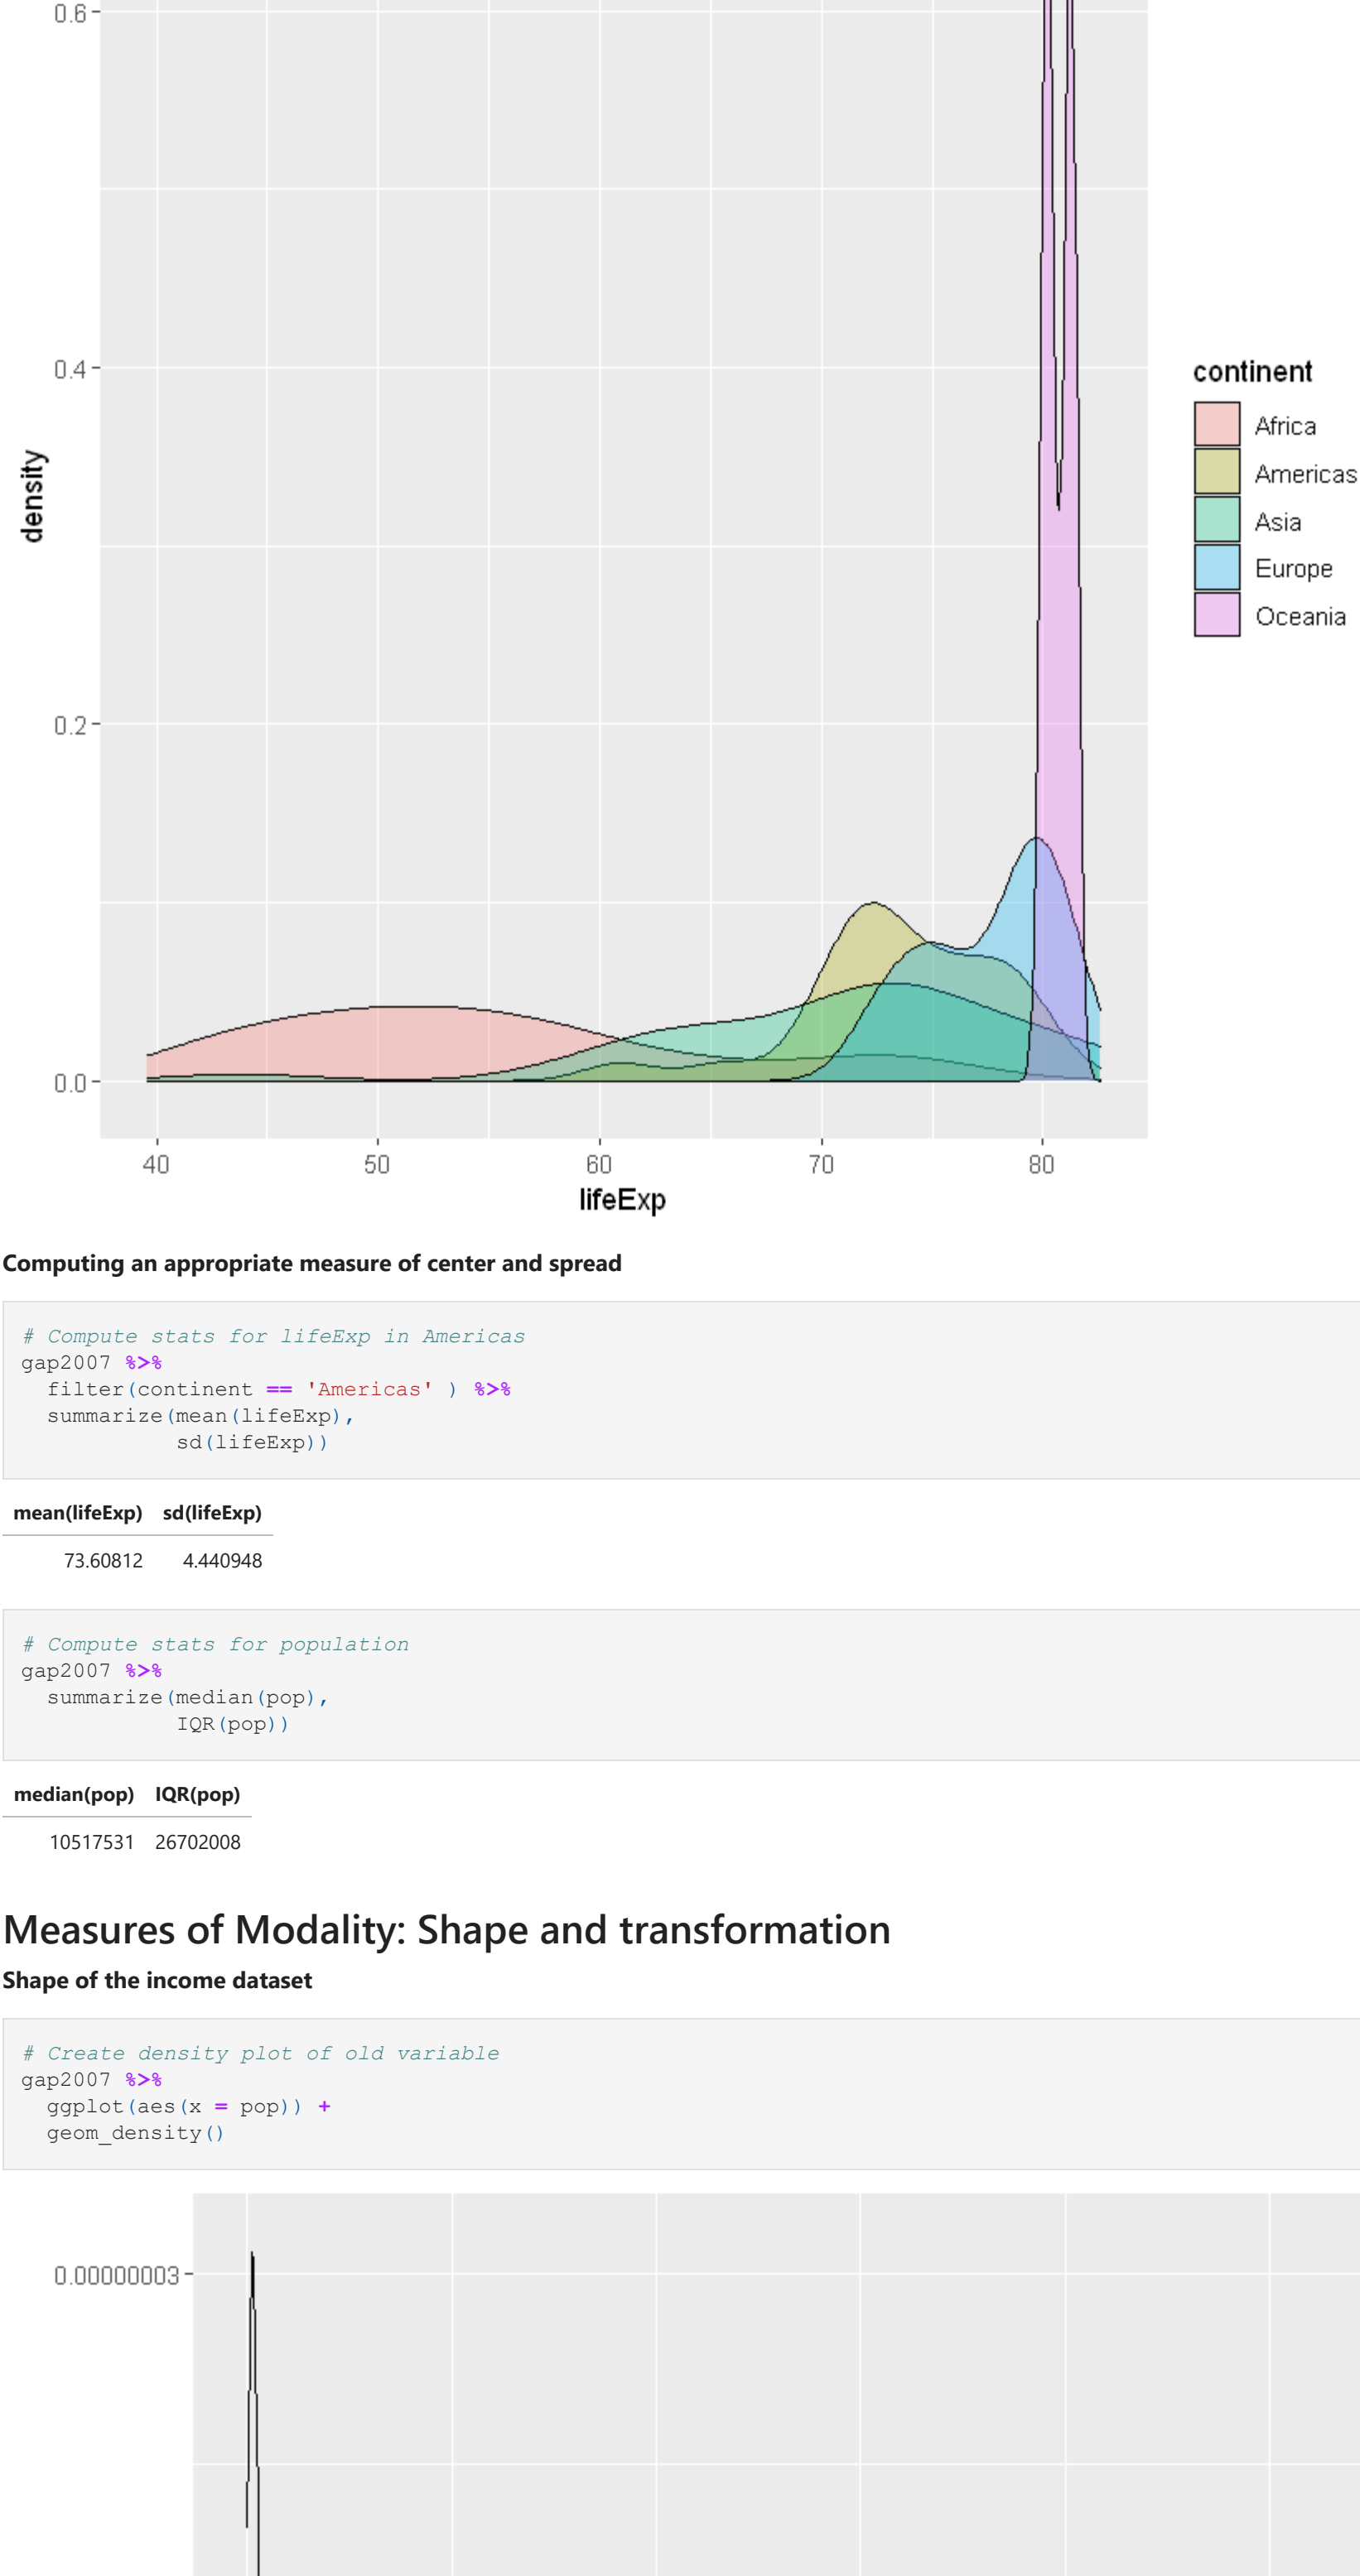 0.6
0.4
0.2
0.0
density
40 50 60 70 80
lifeExp
continent
Africa
Americas
Asia
Europe
Oceania
Computing an appropriate measure of center and spread
# Compute stats for lifeExp in Americas
gap2007 %>%
  filter(continent == 'Americas' ) %>%
  summarize(mean(lifeExp),
            sd(lifeExp))
mean(lifeExp) sd(lifeExp)
73.60812 4.440948
# Compute stats for population
gap2007 %>%
  summarize(median(pop),
            IQR(pop))
median(pop) IQR(pop)
10517531 26702008
Measures of Modality: Shape and transformation
Shape of the income dataset
# Create density plot of old variable
gap2007 %>%
  ggplot(aes(x = pop)) +
  geom_density()
0.00000003